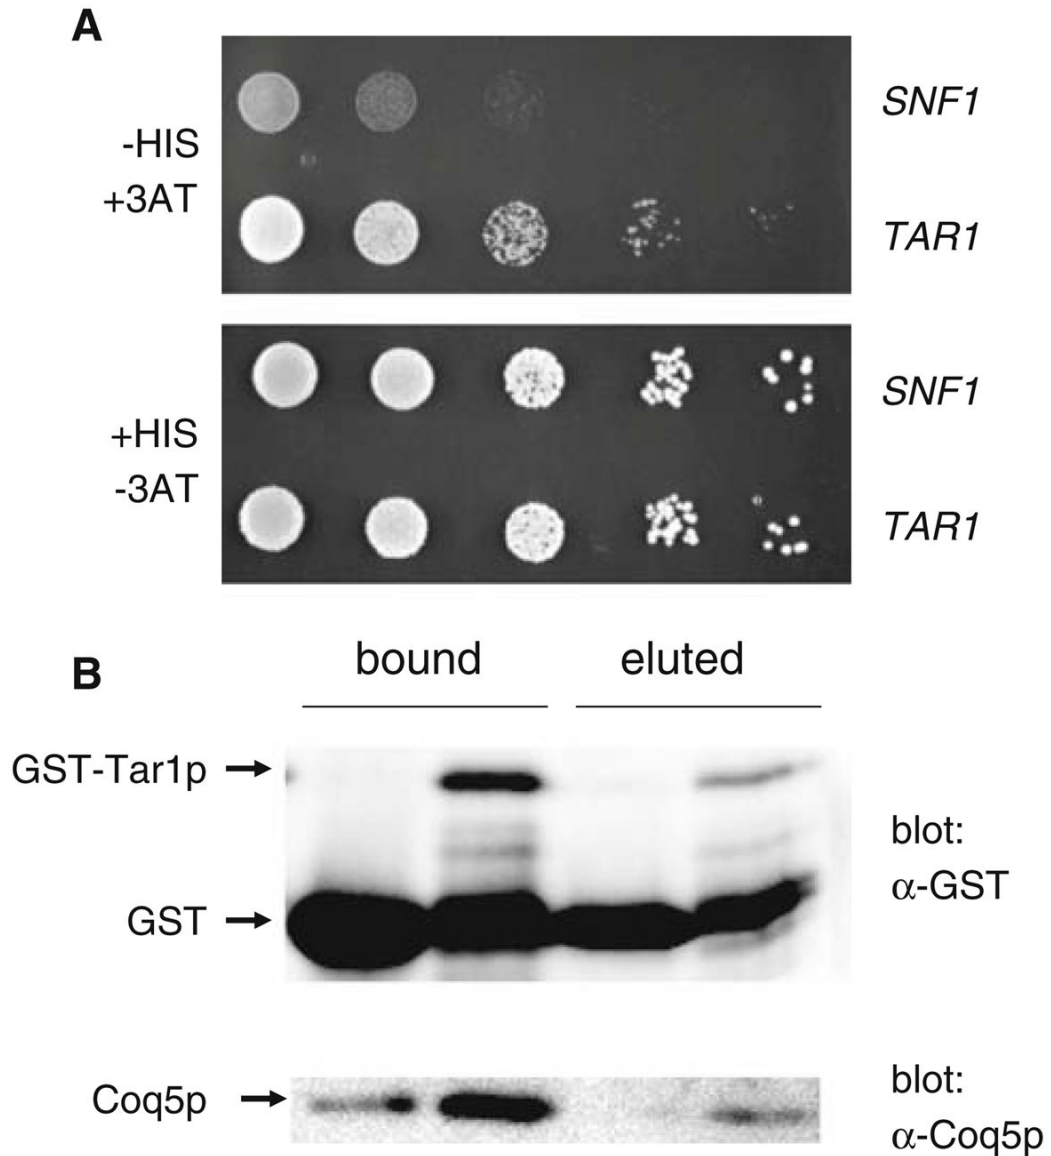 A
-HIS
+3AT
SNF1
TAR1
+HIS
-3AT
SNF1
TAR1
B
bound
eluted
GST-Tar1p
GST
blot:
α-GST
Coq5p
blot:
α-Coq5p